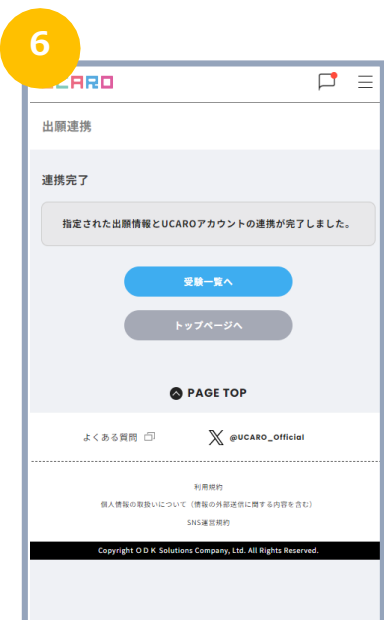 6
UCARO
出願連携
連携完了
指定された出願情報とUCAROアカウントの連携が完了しました。
受験一覧へ
トップページへ
PAGE TOP
よくある質問
@UCARO_Official
利用規約
個人情報の取扱いについて（情報の外部送信に関する内容を含む）
SNS運営規約
Copyright O D K Solutions Company, Ltd. All Rights Reserved.